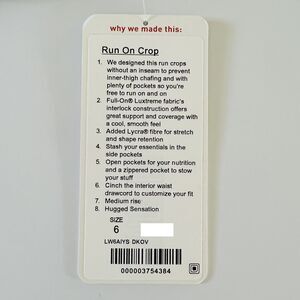 why we made this:
Run On Crop
1. We designed this run crops
without an inseam to prevent
inner-thigh chafing and with
plenty of pockets so you're
free to run on and on
2. Full-On® Luxtreme fabric's
interlock construction offers
great support and coverage with
a cool, smooth feel
3. Added Lycra® fibre for stretch
and shape retention
4. Stash your essentials in the
side pockets
5. Open pockets for your nutrition
and a zippered pocket to stow
your stuff
6. Cinch the interior waist
drawcord to customize your fit
7. Medium rise
8. Hugged Sensation
SIZE
6
LW6AIYS DKOV
000003754384